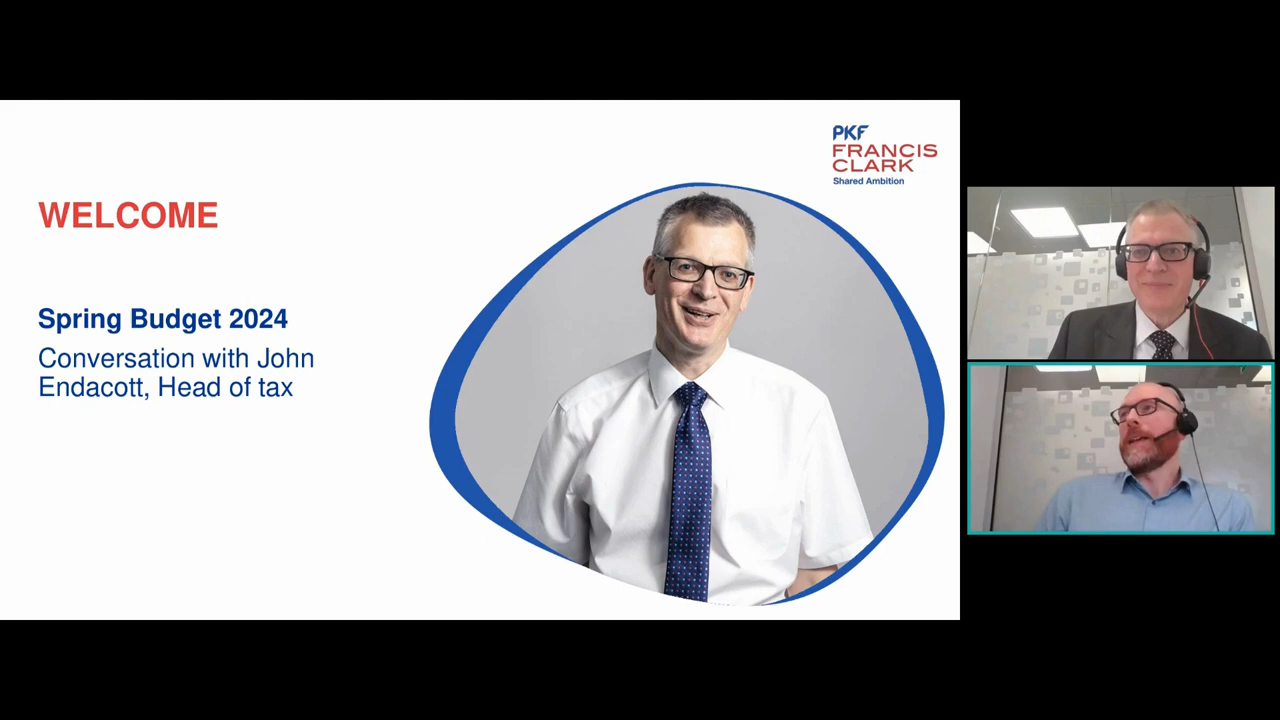 PKF
FRANCIS
CLARK
Shared Ambition
WELCOME
Spring Budget 2024
Conversation with John
Endacott, Head of tax